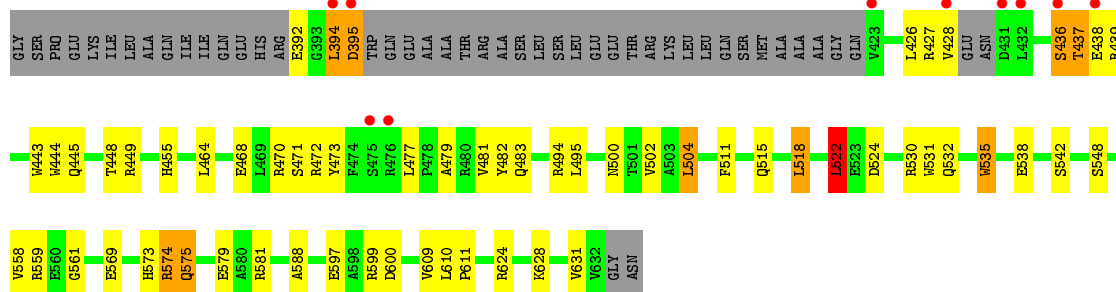 GLY SER PRO GLU LYS ILE LEU ALA GLN ILE ILE GLN GLU HIS ARG E392 G393 L394 D395 TRP GLN GLU ALA ALA THR ARG ALA SER LEU SER LEU GLU GLU THR ARG LYS LEU LEU GLN SER MET ALA ALA ALA GLY GLN V423 L426 R427 V428 GLU ASN D431 L432 S436 T437 E438 R439
W443 W444 Q445 T448 R449 H455 L464 E468 L469 R470 S471 R472 Y473 F474 S475 R476 L477 P478 A479 R480 V481 Y482 Q483 R494 L495 N500 T501 V502 A503 L504 F511 Q515 L518 L522 E523 D524 R530 W531 Q532 W535 E538 S542 S548
V558 R559 E560 G561 E569 H573 R574 Q575 E579 A580 R581 A588 E597 A598 R599 D600 V609 L610 P611 R624 K628 V631 V632 GLY ASN